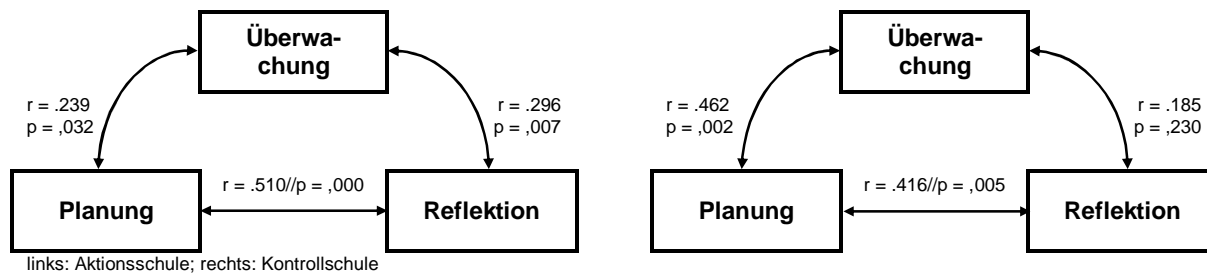 Überwa-
chung
r = .239
p = ,032
r = .296
p = ,007
r = .510//p = ,000
Planung
Reflektion
Überwa-
chung
r = .462
p = ,002
r = .185
p = ,230
r = .416//p = ,005
Planung
Reflektion
links: Aktionsschule; rechts: Kontrollschule